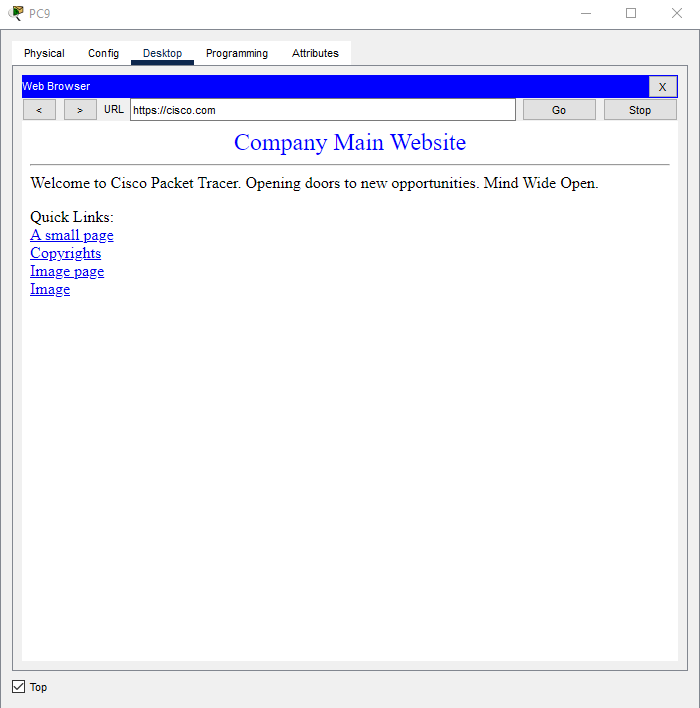 PC9
Physical Config Desktop Programming Attributes
Web Browser X
< > URL https://cisco.com Go Stop
Company Main Website
Welcome to Cisco Packet Tracer. Opening doors to new opportunities. Mind Wide Open.
Quick Links:
A small page
Copyrights
Image page
Image
Top